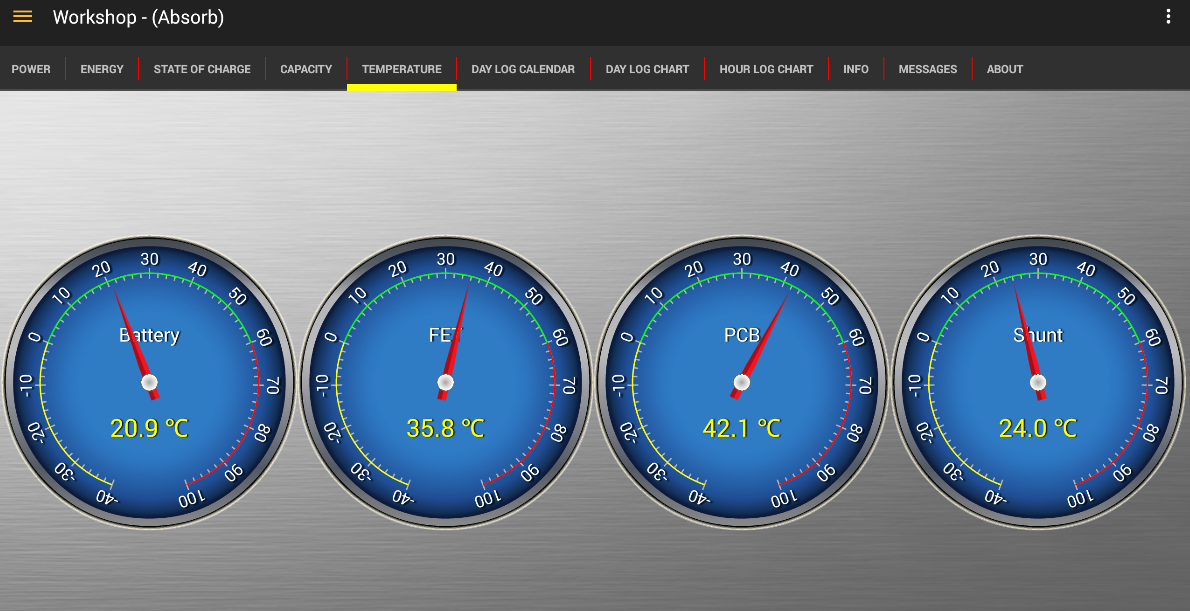 Workshop - (Absorb)
POWER ENERGY STATE OF CHARGE CAPACITY TEMPERATURE DAY LOG CALENDAR DAY LOG CHART HOUR LOG CHART INFO MESSAGES ABOUT
-40 -30 -20 -10 0 10 20 30 40 50 60 70 80 90 100
Battery
20.9 °C
-40 -30 -20 -10 0 10 20 30 40 50 60 70 80 90 100
FET
35.8 °C
-40 -30 -20 -10 0 10 20 30 40 50 60 70 80 90 100
PCB
42.1 °C
-40 -30 -20 -10 0 10 20 30 40 50 60 70 80 90 100
Shunt
24.0 °C